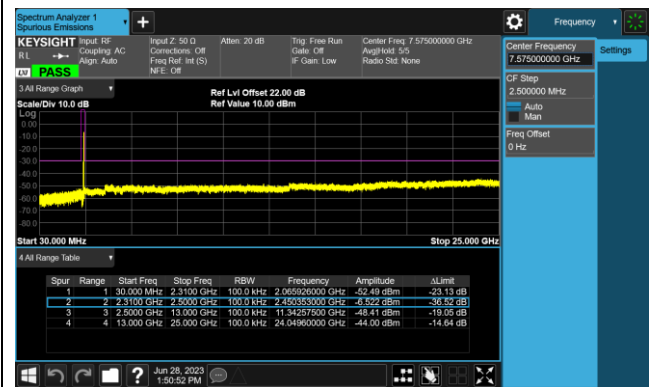 Spectrum Analyzer 1
Spurious Emissions
Frequency
KEYSIGHT Input: RF Input Z: 50 Ω Atten: 20 dB Trig: Free Run Center Freq: 7.575000000 GHz
RL Coupling: AC Corrections: Off Gate: Off Avg|Hold: 5/5
Align: Auto Freq Ref: Int (S) IF Gain: Low Radio Std: None
LXI PASS NFE: Off
Center Frequency
7.575000000 GHz
Settings
CF Step
2.500000 MHz
Auto
Man
Freq Offset
0 Hz
3 All Range Graph
Ref Lvl Offset 22.00 dB
Scale/Div 10.0 dB Ref Value 10.00 dBm
Log
0.00
-10.0
-20.0
-30.0
-40.0
-50.0
-60.0
-70.0
-80.0
Start 30.000 MHz Stop 25.000 GHz
4 All Range Table
Spur Range Start Freq Stop Freq RBW Frequency Amplitude ΔLimit
1 1 30.000 MHz 2.3100 GHz 100.0 kHz 2.065926000 GHz -52.49 dBm -23.13 dB
2 2 2.3100 GHz 2.5000 GHz 100.0 kHz 2.450353000 GHz -6.522 dBm -36.52 dB
3 3 2.5000 GHz 13.000 GHz 100.0 kHz 11.34257500 GHz -48.41 dBm -19.05 dB
4 4 13.000 GHz 25.000 GHz 100.0 kHz 24.04960000 GHz -44.00 dBm -14.64 dB
?
Jun 28, 2023
1:50:52 PM